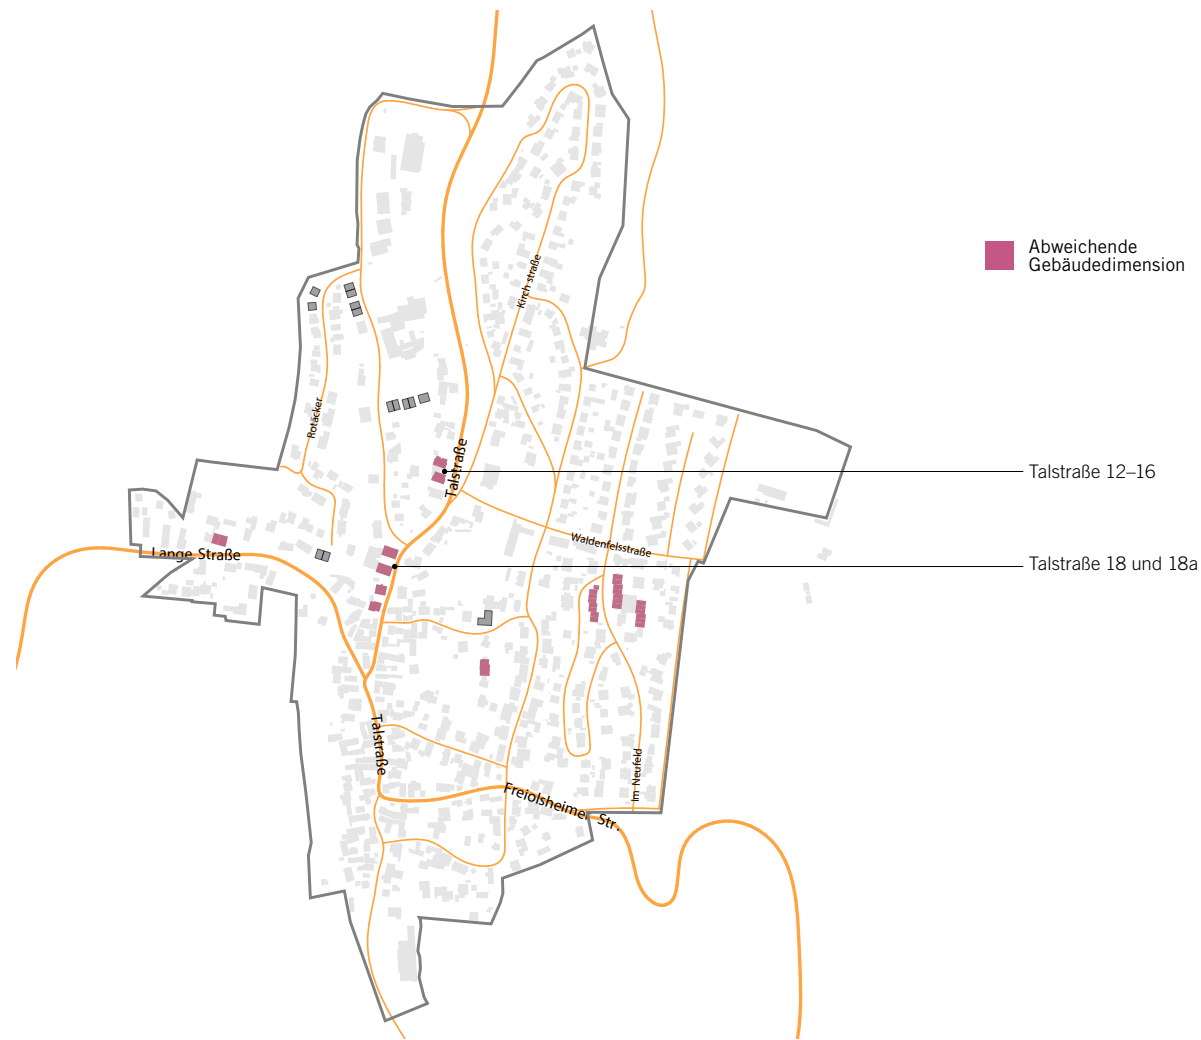 Abweichende
Gebäudedimension
Kirch straße
Rotäcker
Talstraße
Talstraße 12–16
Waldenfelsstraße
Lange Straße
Talstraße 18 und 18a
Talstraße
Im Neufeld
Freiolsheimer Str.